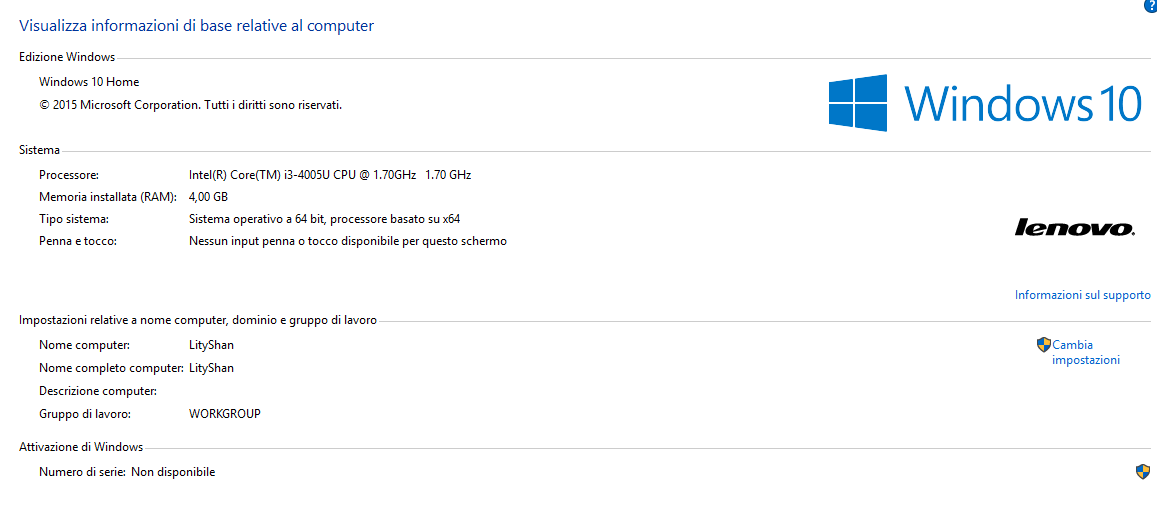 ?
Visualizza informazioni di base relative al computer
Edizione Windows
Windows 10 Home
© 2015 Microsoft Corporation. Tutti i diritti sono riservati.
Windows 10
Sistema
Processore: Intel(R) Core(TM) i3-4005U CPU @ 1.70GHz 1.70 GHz
Memoria installata (RAM): 4,00 GB
Tipo sistema: Sistema operativo a 64 bit, processore basato su x64
Penna e tocco: Nessun input penna o tocco disponibile per questo schermo
lenovo.
Informazioni sul supporto
Impostazioni relative a nome computer, dominio e gruppo di lavoro
Nome computer: LityShan
Cambia
impostazioni
Nome completo computer: LityShan
Descrizione computer:
Gruppo di lavoro: WORKGROUP
Attivazione di Windows
Numero di serie: Non disponibile